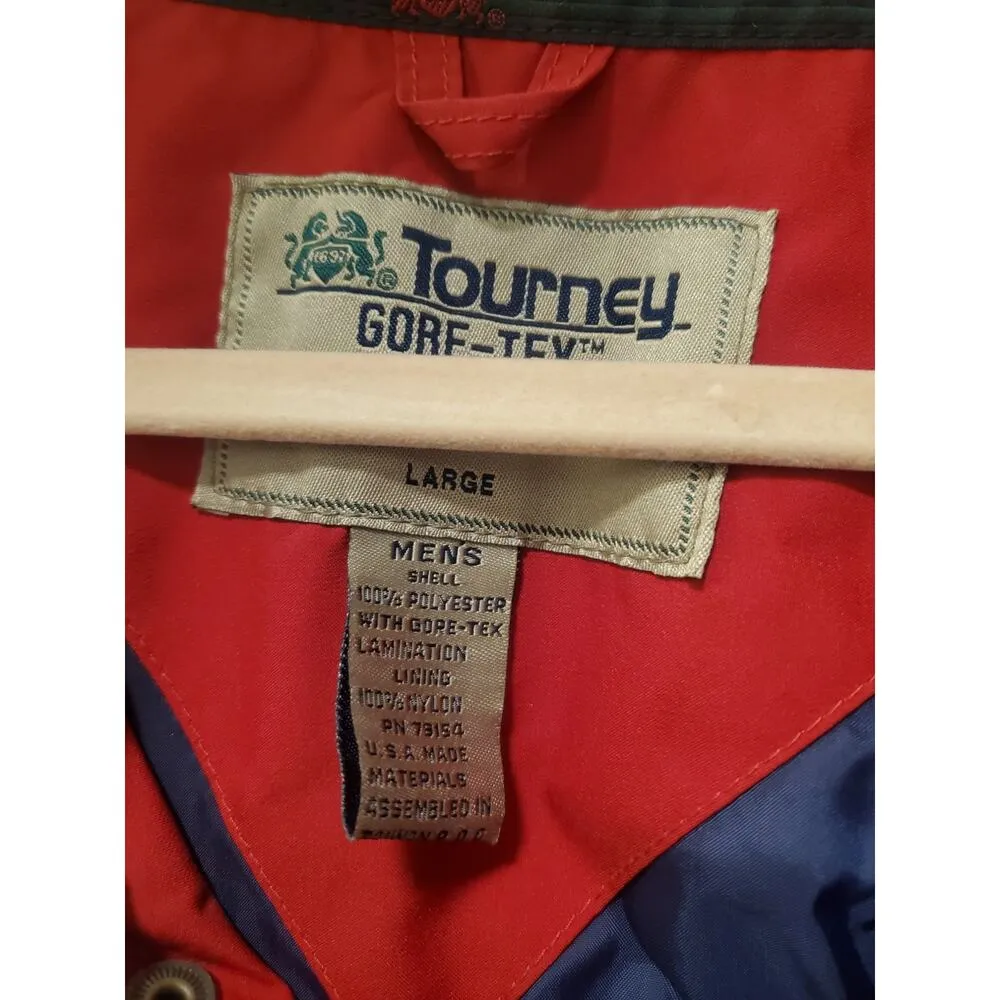 1697
®
Tourney
GORE-TEX™
LARGE
MENS
SHELL
100% POLYESTER
WITH GORE-TEX
LAMINATION
LINING
100% NYLON
PN 79154
U.S.A. MADE
MATERIALS
ASSEMBLED IN